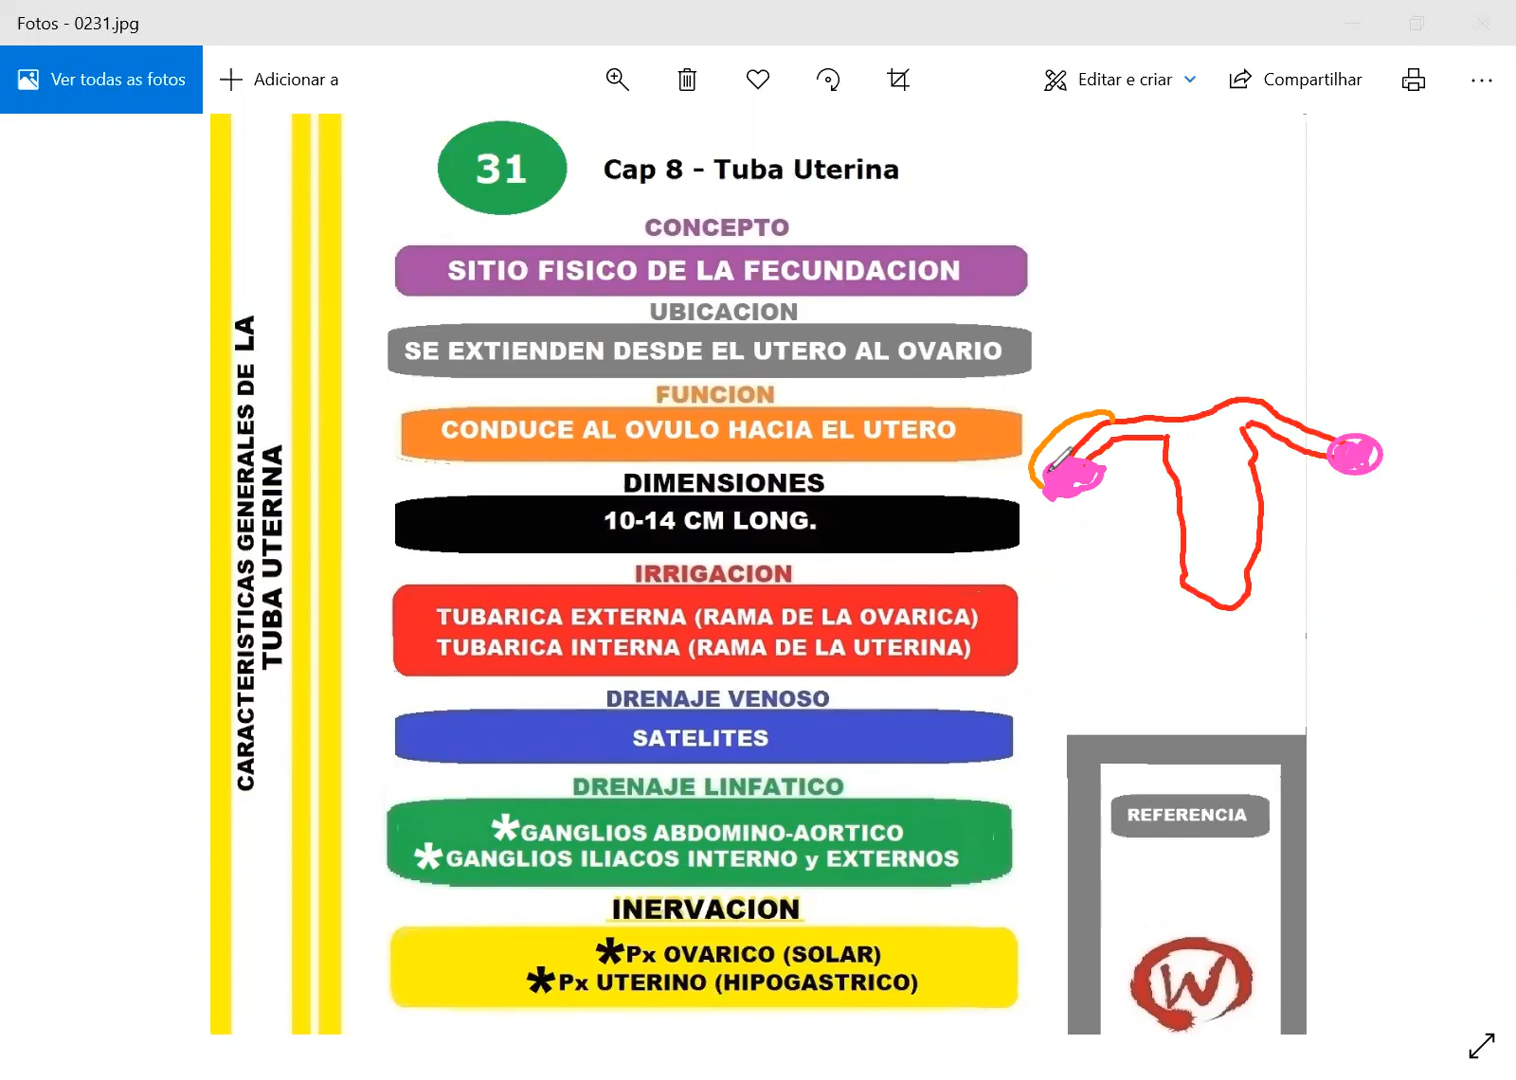 Fotos - 0231.jpg
Ver todas as fotos
Adicionar a
Editar e criar
Compartilhar
31
Cap 8 - Tuba Uterina
CARACTERISTICAS GENERALES DE LA
TUBA UTERINA
CONCEPTO
SITIO FISICO DE LA FECUNDACION
UBICACION
SE EXTIENDEN DESDE EL UTERO AL OVARIO
FUNCION
CONDUCE AL OVULO HACIA EL UTERO
DIMENSIONES
10-14 CM LONG.
IRRIGACION
TUBARICA EXTERNA (RAMA DE LA OVARICA)
TUBARICA INTERNA (RAMA DE LA UTERINA)
DRENAJE VENOSO
SATELITES
DRENAJE LINFATICO
*GANGLIOS ABDOMINO-AORTICO
*GANGLIOS ILIACOS INTERNO y EXTERNOS
INERVACION
*Px OVARICO (SOLAR)
*Px UTERINO (HIPOGASTRICO)
REFERENCIA
W